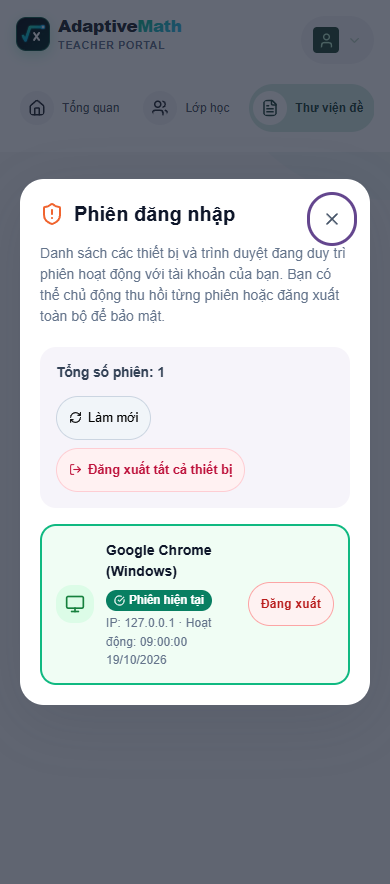 AdaptiveMath
TEACHER PORTAL
Tổng quan
Lớp học
Thư viện đề
Phiên đăng nhập
Danh sách các thiết bị và trình duyệt đang duy trì
phiên hoạt động với tài khoản của bạn. Bạn có
thể chủ động thu hồi từng phiên hoặc đăng xuất
toàn bộ để bảo mật.
Tổng số phiên: 1
Làm mới
Đăng xuất tất cả thiết bị
Google Chrome
(Windows)
Phiên hiện tại
IP: 127.0.0.1 · Hoạt
động: 09:00:00
19/10/2026
Đăng xuất